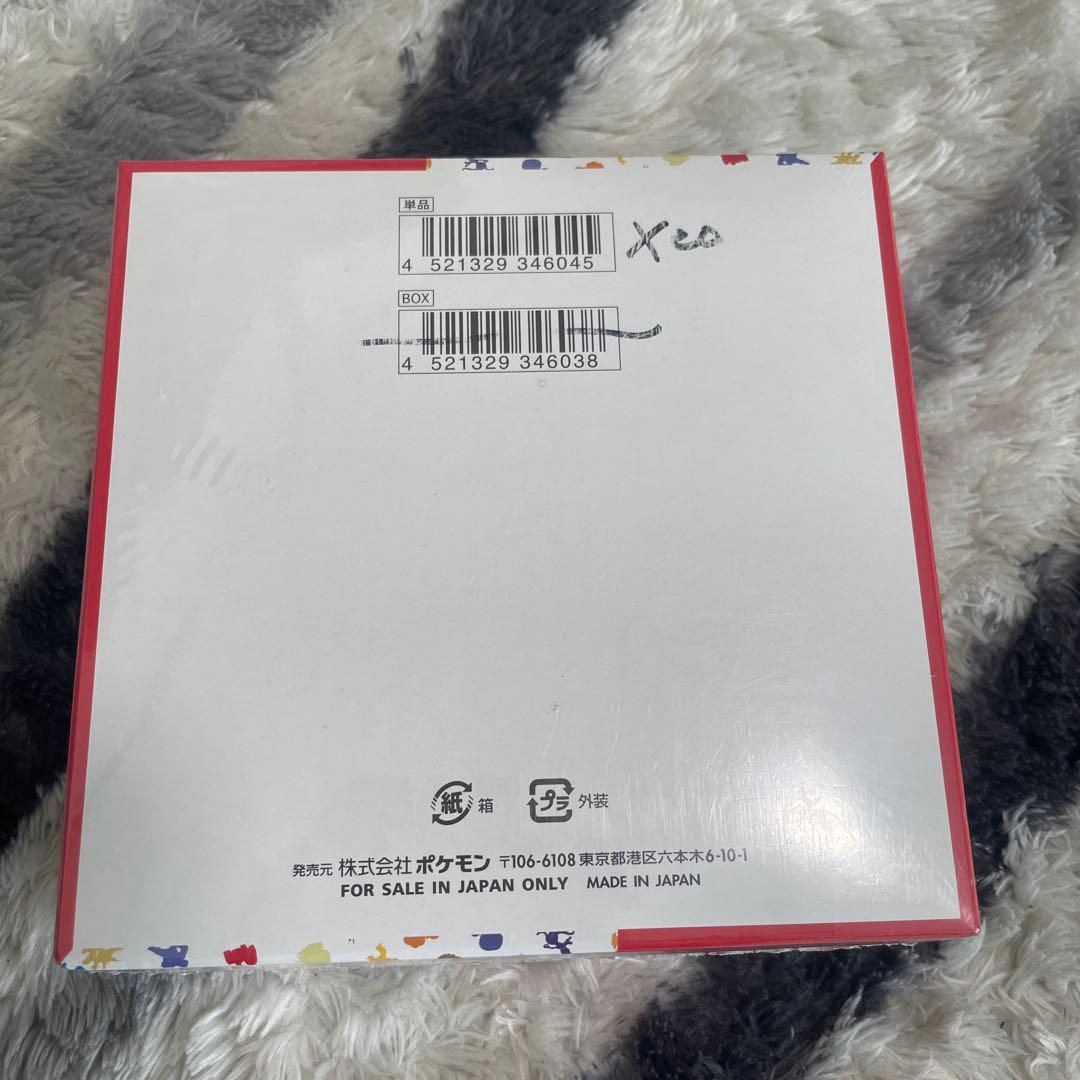 単品
4 521329 346045
×20
BOX
4 521329 346038
紙 箱
プラ 外装
発売元 株式会社 ポケモン 〒106-6108 東京都港区六本木6-10-1
FOR SALE IN JAPAN ONLY MADE IN JAPAN